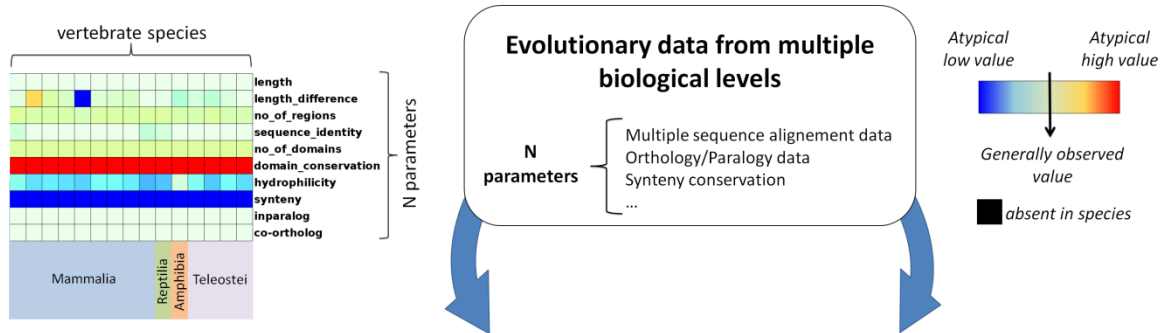 vertebrate species
length
length_difference
no_of_regions
sequence_identity
no_of_domains
domain_conservation
hydrophilicity
synteny
inparalog
co-ortholog
N parameters
Mammalia
Reptilia
Amphibia
Teleostei
Evolutionary data from multiple
biological levels
N
parameters
Multiple sequence alignement data
Orthology/Paralogy data
Synteny conservation
...
Atypical
low value
Atypical
high value
Generally observed
value
absent in species